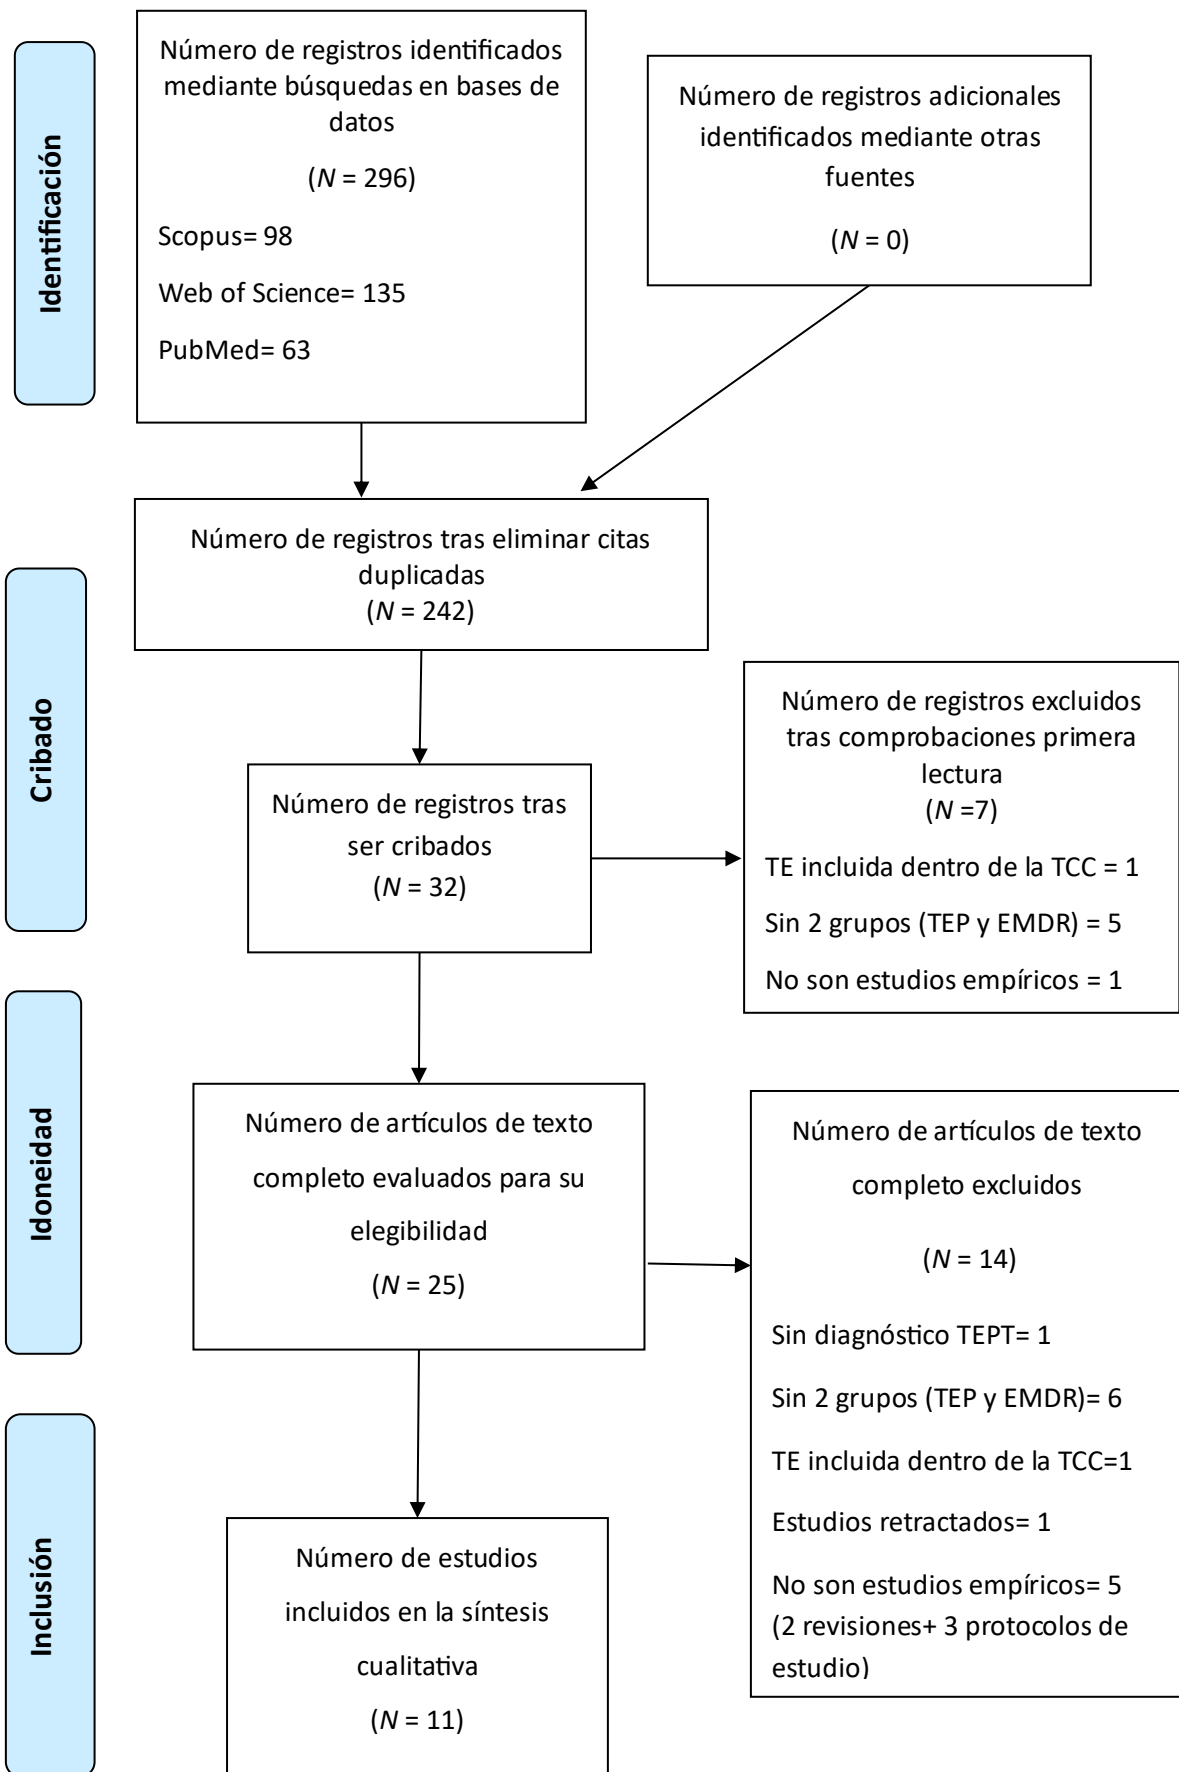 Identificación
Número de registros identificados
mediante búsquedas en bases de
datos
(N = 296)
Scopus= 98
Web of Science= 135
PubMed= 63
Número de registros adicionales
identificados mediante otras
fuentes
(N = 0)
Número de registros tras eliminar citas
duplicadas
(N = 242)
Cribado
Número de registros tras
ser cribados
(N = 32)
Número de registros excluidos
tras comprobaciones primera
lectura
(N =7)
TE incluida dentro de la TCC = 1
Sin 2 grupos (TEP y EMDR) = 5
No son estudios empíricos = 1
Idoneidad
Número de artículos de texto
completo evaluados para su
elegibilidad
(N = 25)
Número de artículos de texto
completo excluidos
(N = 14)
Sin diagnóstico TEPT= 1
Sin 2 grupos (TEP y EMDR)= 6
TE incluida dentro de la TCC=1
Estudios retractados= 1
No son estudios empíricos= 5
(2 revisiones+ 3 protocolos de
estudio)
Inclusión
Número de estudios
incluidos en la síntesis
cualitativa
(N = 11)